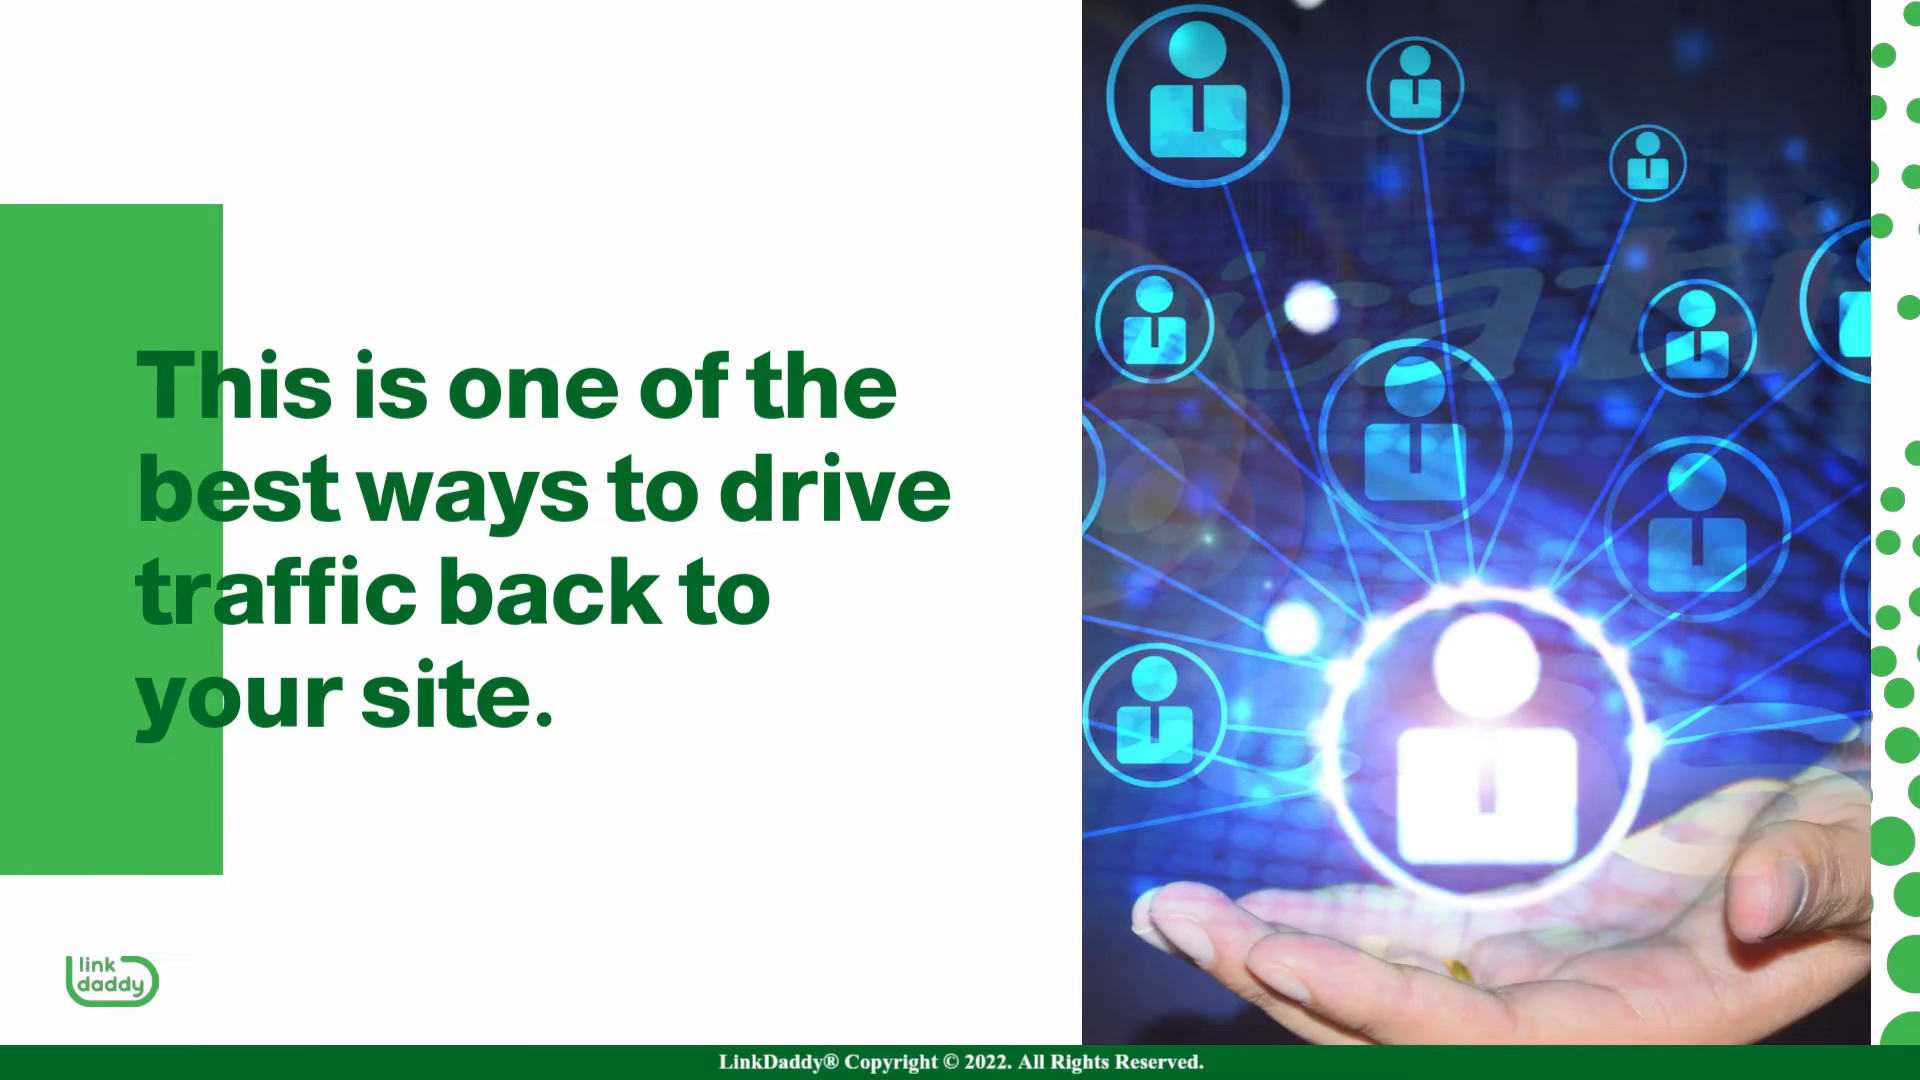 This is one of the
best ways to drive
traffic back to
your site.
link
daddy
LinkDaddy® Copyright © 2022. All Rights Reserved.